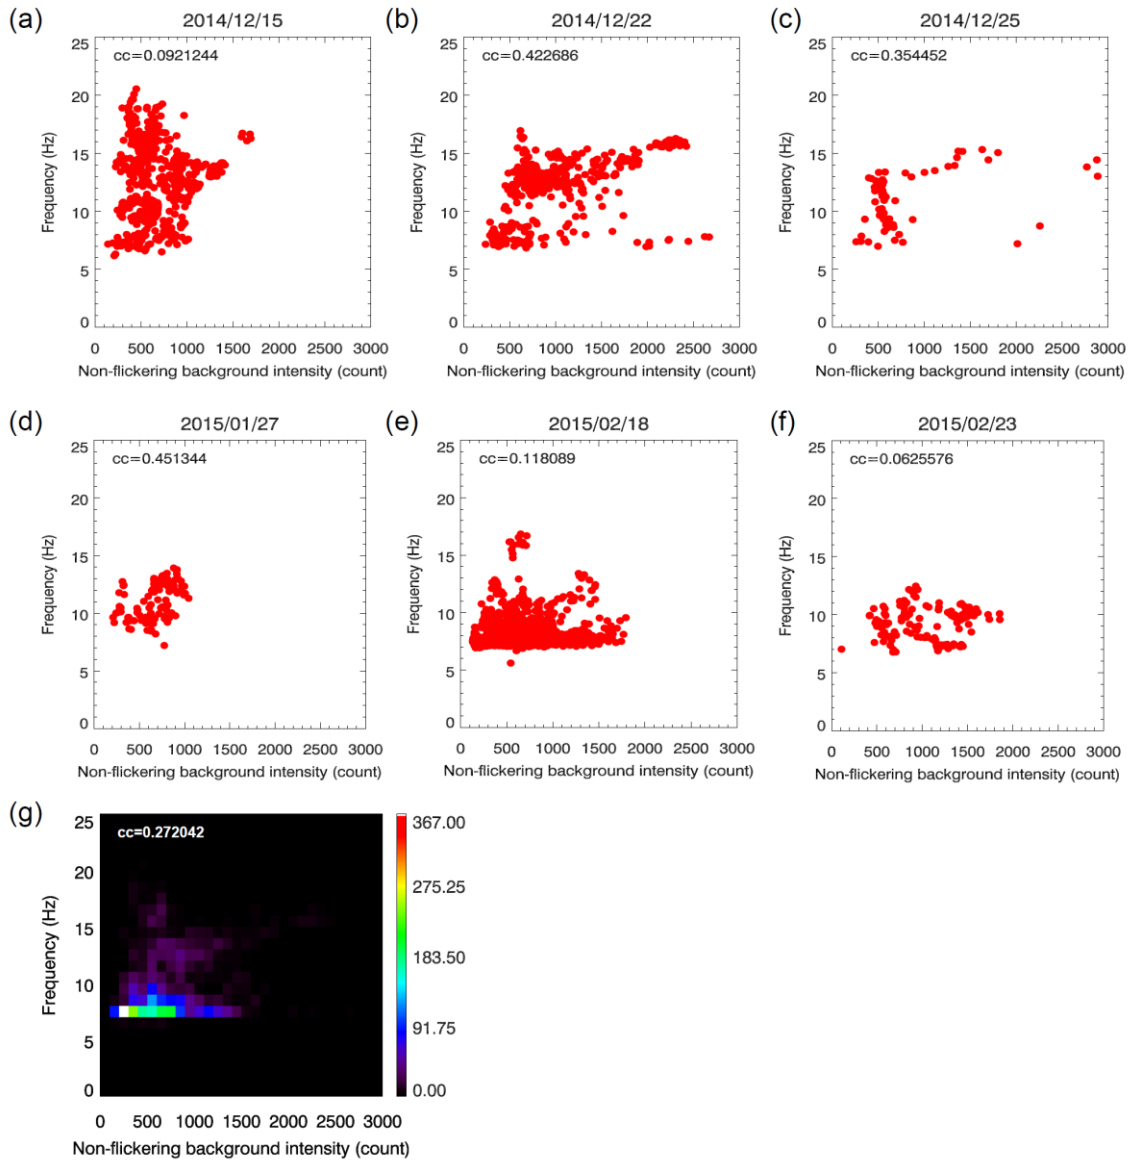 (a)
2014/12/15
cc=0.0921244
25
20
15
10
5
0
Frequency (Hz)
0 500 1000 1500 2000 2500 3000
Non-flickering background intensity (count)
(b)
2014/12/22
cc=0.422686
25
20
15
10
5
0
Frequency (Hz)
0 500 1000 1500 2000 2500 3000
Non-flickering background intensity (count)
(c)
2014/12/25
cc=0.354452
25
20
15
10
5
0
Frequency (Hz)
0 500 1000 1500 2000 2500 3000
Non-flickering background intensity (count)
(d)
2015/01/27
cc=0.451344
25
20
15
10
5
0
Frequency (Hz)
0 500 1000 1500 2000 2500 3000
Non-flickering background intensity (count)
(e)
2015/02/18
cc=0.118089
25
20
15
10
5
0
Frequency (Hz)
0 500 1000 1500 2000 2500 3000
Non-flickering background intensity (count)
(f)
2015/02/23
cc=0.0625576
25
20
15
10
5
0
Frequency (Hz)
0 500 1000 1500 2000 2500 3000
Non-flickering background intensity (count)
(g)
cc=0.272042
25
20
15
10
5
0
Frequency (Hz)
0 500 1000 1500 2000 2500 3000
Non-flickering background intensity (count)
367.00
275.25
183.50
91.75
0.00